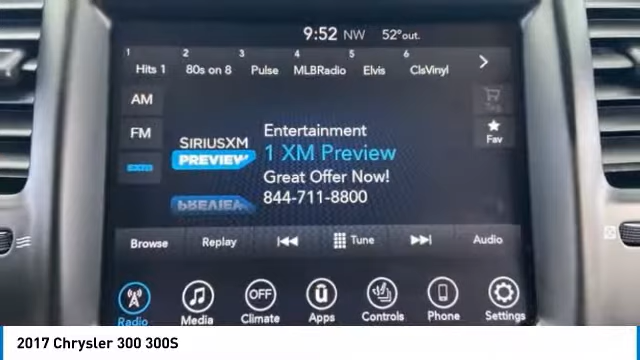 9:52 NW 52°out.
1 2 3 4 5 6
Hits 1 80s on 8 Pulse MLBRadio Elvis ClsVinyl
AM
FM
SIRIUSXM
PREVIEW
Entertainment
1 XM Preview
Great Offer Now!
844-711-8800
Fav
Browse Replay Tune Audio
OFF
Radio Media Climate Apps Controls Phone Settings
2017 Chrysler 300 300S